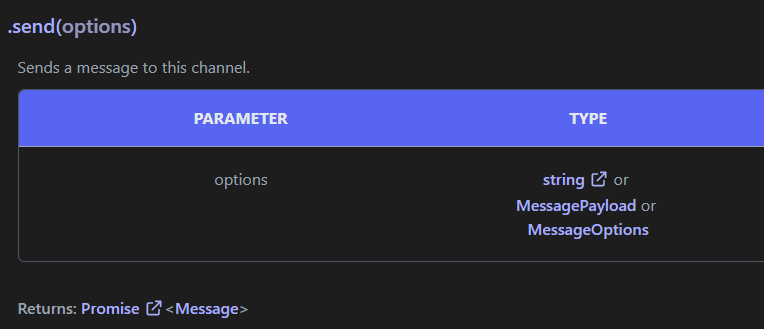 .send(options)
Sends a message to this channel.
PARAMETER TYPE
options string or
MessagePayload or
MessageOptions
Returns: Promise <Message>